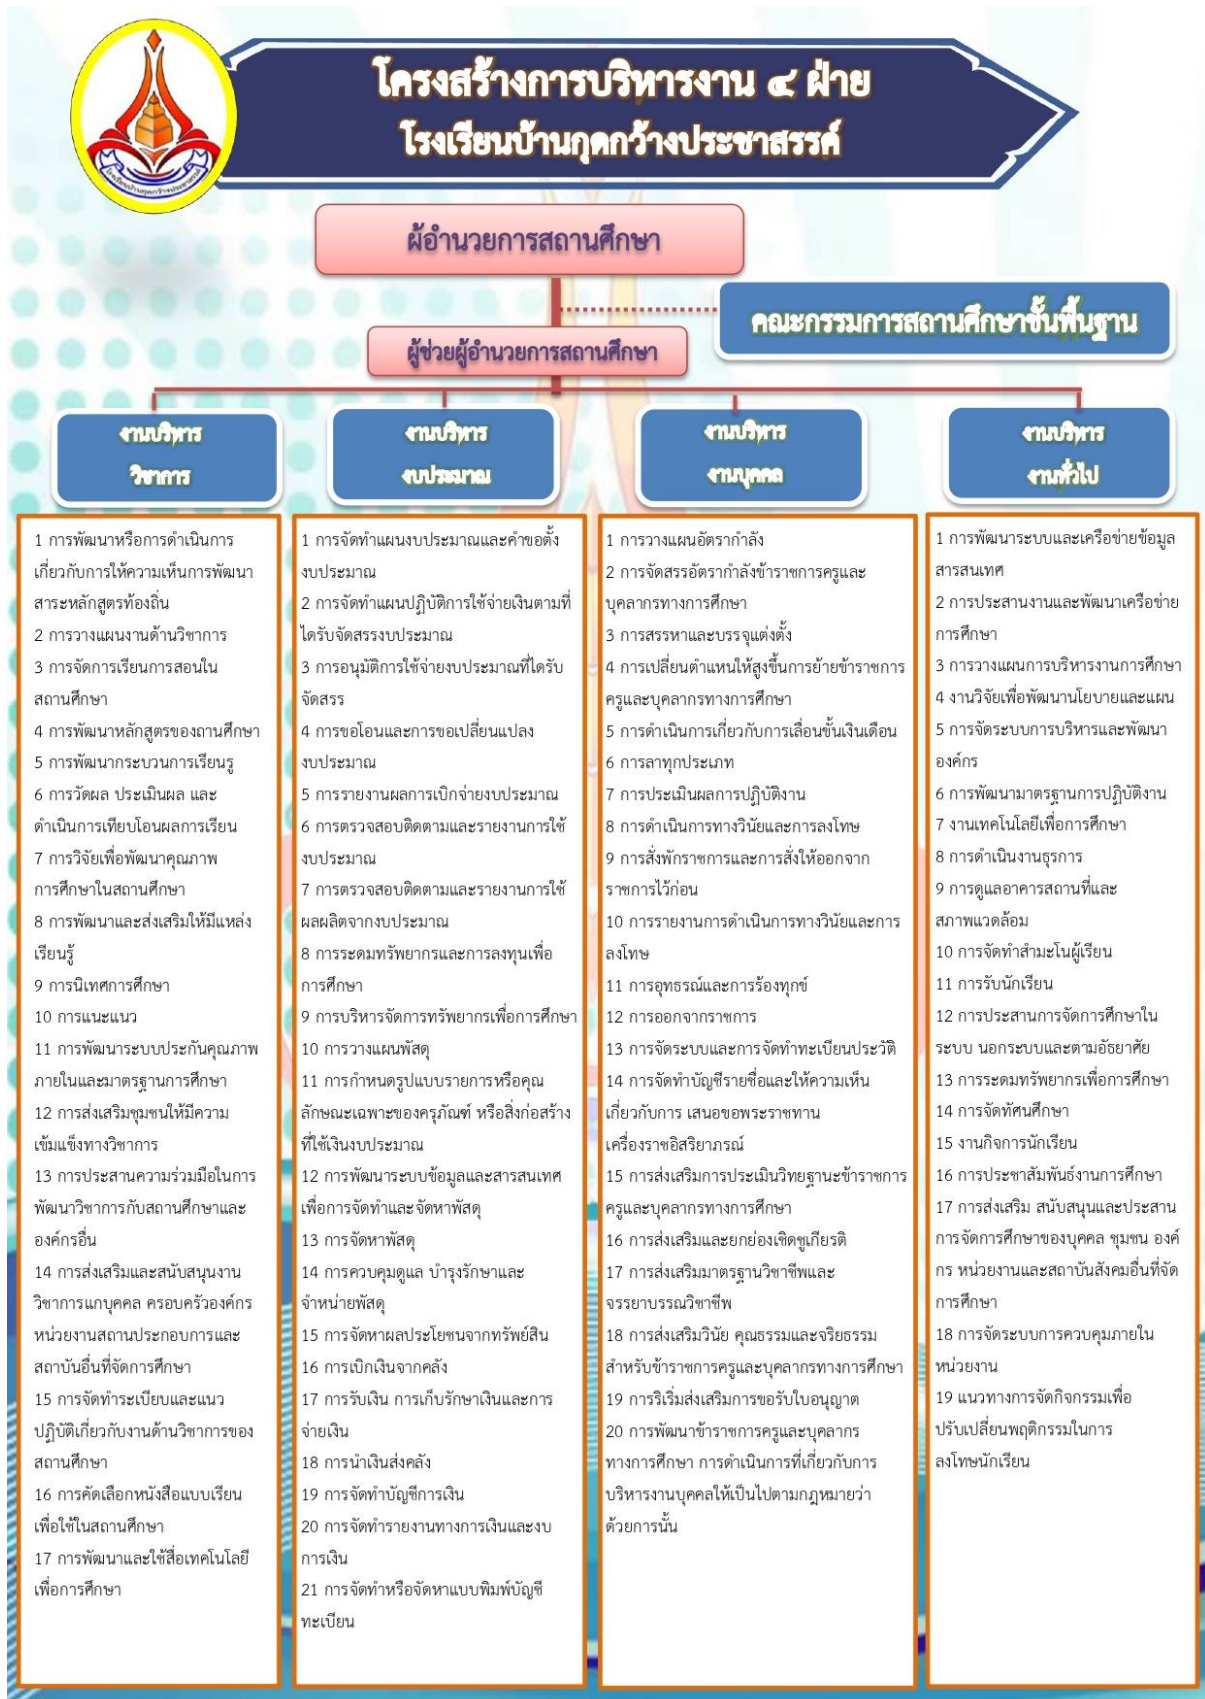 โครงสร้างการบริหารงาน ๔ ฝ่าย
โรงเรียนบ้านกุดกว้างประชาสรรค์
โรงเรียนบ้านกุดกว้างประชาสรรค์
ผ้อำนวยการสถานศึกษา
คณะกรรมการสถานศึกษาขั้นพื้นฐาน
ผู้ช่วยผู้อำนวยการสถานศึกษา
งานบริหาร
วิชาการ
งานบริหาร
งบประมาณ
งานบริหาร
งานบุคคล
งานบริหาร
งานทั่วไป
1 การพัฒนาหรือการดำเนินการ
เกี่ยวกับการให้ความเห็นการพัฒนา
สาระหลักสูตรท้องถิ่น
2 การวางแผนงานด้านวิชาการ
3 การจัดการเรียนการสอนใน
สถานศึกษา
4 การพัฒนาหลักสูตรของถานศึกษา
5 การพัฒนากระบวนการเรียนรู
6 การวัดผล ประเมินผล และ
ดำเนินการเทียบโอนผลการเรียน
7 การวิจัยเพื่อพัฒนาคุณภาพ
การศึกษาในสถานศึกษา
8 การพัฒนาและส่งเสริมให้มีแหล่ง
เรียนรู้
9 การนิเทศการศึกษา
10 การแนะแนว
11 การพัฒนาระบบประกันคุณภาพ
ภายในและมาตรฐานการศึกษา
12 การส่งเสริมชุมชนให้มีความ
เข้มแข็งทางวิชาการ
13 การประสานความร่วมมือในการ
พัฒนาวิชาการกับสถานศึกษาและ
องค์กรอื่น
14 การส่งเสริมและสนับสนุนงาน
วิชาการแกบุคคล ครอบครัวองค์กร
หน่วยงานสถานประกอบการและ
สถาบันอื่นที่จัดการศึกษา
15 การจัดทำระเบียบและแนว
ปฏิบัติเกี่ยวกับงานด้านวิชาการของ
สถานศึกษา
16 การคัดเลือกหนังสือแบบเรียน
เพื่อใช้ในสถานศึกษา
17 การพัฒนาและใช้สื่อเทคโนโลยี
เพื่อการศึกษา
1 การจัดทำแผนงบประมาณและคำขอตั้ง
งบประมาณ
2 การจัดทำแผนปฏิบัติการใช้จ่ายเงินตามที่
ไดรับจัดสรรงบประมาณ
3 การอนุมัติการใช้จ่ายงบประมาณที่ไดรับ
จัดสรร
4 การขอโอนและการขอเปลี่ยนแปลง
งบประมาณ
5 การรายงานผลการเบิกจ่ายงบประมาณ
6 การตรวจสอบติดตามและรายงานการใช้
งบประมาณ
7 การตรวจสอบติดตามและรายงานการใช้
ผลผลิตจากงบประมาณ
8 การระดมทรัพยากรและการลงทุนเพื่อ
การศึกษา
9 การบริหารจัดการทรัพยากรเพื่อการศึกษา
10 การวางแผนพัสดุ
11 การกำหนดรูปแบบรายการหรือคุณ
ลักษณะเฉพาะของครุภัณฑ์ หรือสิ่งก่อสร้าง
ที่ใช้เงินงบประมาณ
12 การพัฒนาระบบข้อมูลและสารสนเทศ
เพื่อการจัดทำและจัดหาพัสดุ
13 การจัดหาพัสดุ
14 การควบคุมดูแล บำรุงรักษาและ
จำหน่ายพัสดุ
15 การจัดหาผลประโยชนจากทรัพย์สิน
16 การเบิกเงินจากคลัง
17 การรับเงิน การเก็บรักษาเงินและการ
จ่ายเงิน
18 การนำเงินส่งคลัง
19 การจัดทำบัญชีการเงิน
20 การจัดทำรายงานทางการเงินและงบ
การเงิน
21 การจัดทำหรือจัดหาแบบพิมพ์บัญชี
ทะเบียน
1 การวางแผนอัตรากำลัง
2 การจัดสรรอัตรากำลังข้าราชการครูและ
บุคลากรทางการศึกษา
3 การสรรหาและบรรจุแต่งตั้ง
4 การเปลี่ยนตำแหนให้สูงขึ้นการย้ายข้าราชการ
ครูและบุคลากรทางการศึกษา
5 การดำเนินการเกี่ยวกับการเลื่อนขั้นเงินเดือน
6 การลาทุกประเภท
7 การประเมินผลการปฏิบัติงาน
8 การดำเนินการทางวินัยและการลงโทษ
9 การสั่งพักราชการและการสั่งให้ออกจาก
ราชการไว้ก่อน
10 การรายงานการดำเนินการทางวินัยและการ
ลงโทษ
11 การอุทธรณ์และการร้องทุกข์
12 การออกจากราชการ
13 การจัดระบบและการจัดทำทะเบียนประวัติ
14 การจัดทำบัญชีรายชื่อและให้ความเห็น
เกี่ยวกับการ เสนอขอพระราชทาน
เครื่องราชอิสริยาภรณ์
15 การส่งเสริมการประเมินวิทยฐานะข้าราชการ
ครูและบุคลากรทางการศึกษา
16 การส่งเสริมและยกย่องเชิดชูเกียรติ
17 การส่งเสริมมาตรฐานวิชาชีพและ
จรรยาบรรณวิชาชีพ
18 การส่งเสริมวินัย คุณธรรมและจริยธรรม
สำหรับข้าราชการครูและบุคลากรทางการศึกษา
19 การริเริ่มส่งเสริมการขอรับใบอนุญาต
20 การพัฒนาข้าราชการครูและบุคลากร
ทางการศึกษา การดำเนินการที่เกี่ยวกับการ
บริหารงานบุคคลให้เป็นไปตามกฎหมายว่า
ด้วยการนั้น
1 การพัฒนาระบบและเครือข่ายข้อมูล
สารสนเทศ
2 การประสานงานและพัฒนาเครือข่าย
การศึกษา
3 การวางแผนการบริหารงานการศึกษา
4 งานวิจัยเพื่อพัฒนานโยบายและแผน
5 การจัดระบบการบริหารและพัฒนา
องค์กร
6 การพัฒนามาตรฐานการปฏิบัติงาน
7 งานเทคโนโลยีเพื่อการศึกษา
8 การดำเนินงานธุรการ
9 การดูแลอาคารสถานที่และ
สภาพแวดล้อม
10 การจัดทำสำมะโนผู้เรียน
11 การรับนักเรียน
12 การประสานการจัดการศึกษาใน
ระบบ นอกระบบและตามอัธยาศัย
13 การระดมทรัพยากรเพื่อการศึกษา
14 การจัดทัศนศึกษา
15 งานกิจการนักเรียน
16 การประชาสัมพันธ์งานการศึกษา
17 การส่งเสริม สนับสนุนและประสาน
การจัดการศึกษาของบุคคล ชุมชน องค์
กร หน่วยงานและสถาบันสังคมอื่นที่จัด
การศึกษา
18 การจัดระบบการควบคุมภายใน
หน่วยงาน
19 แนวทางการจัดกิจกรรมเพื่อ
ปรับเปลี่ยนพฤติกรรมในการ
ลงโทษนักเรียน